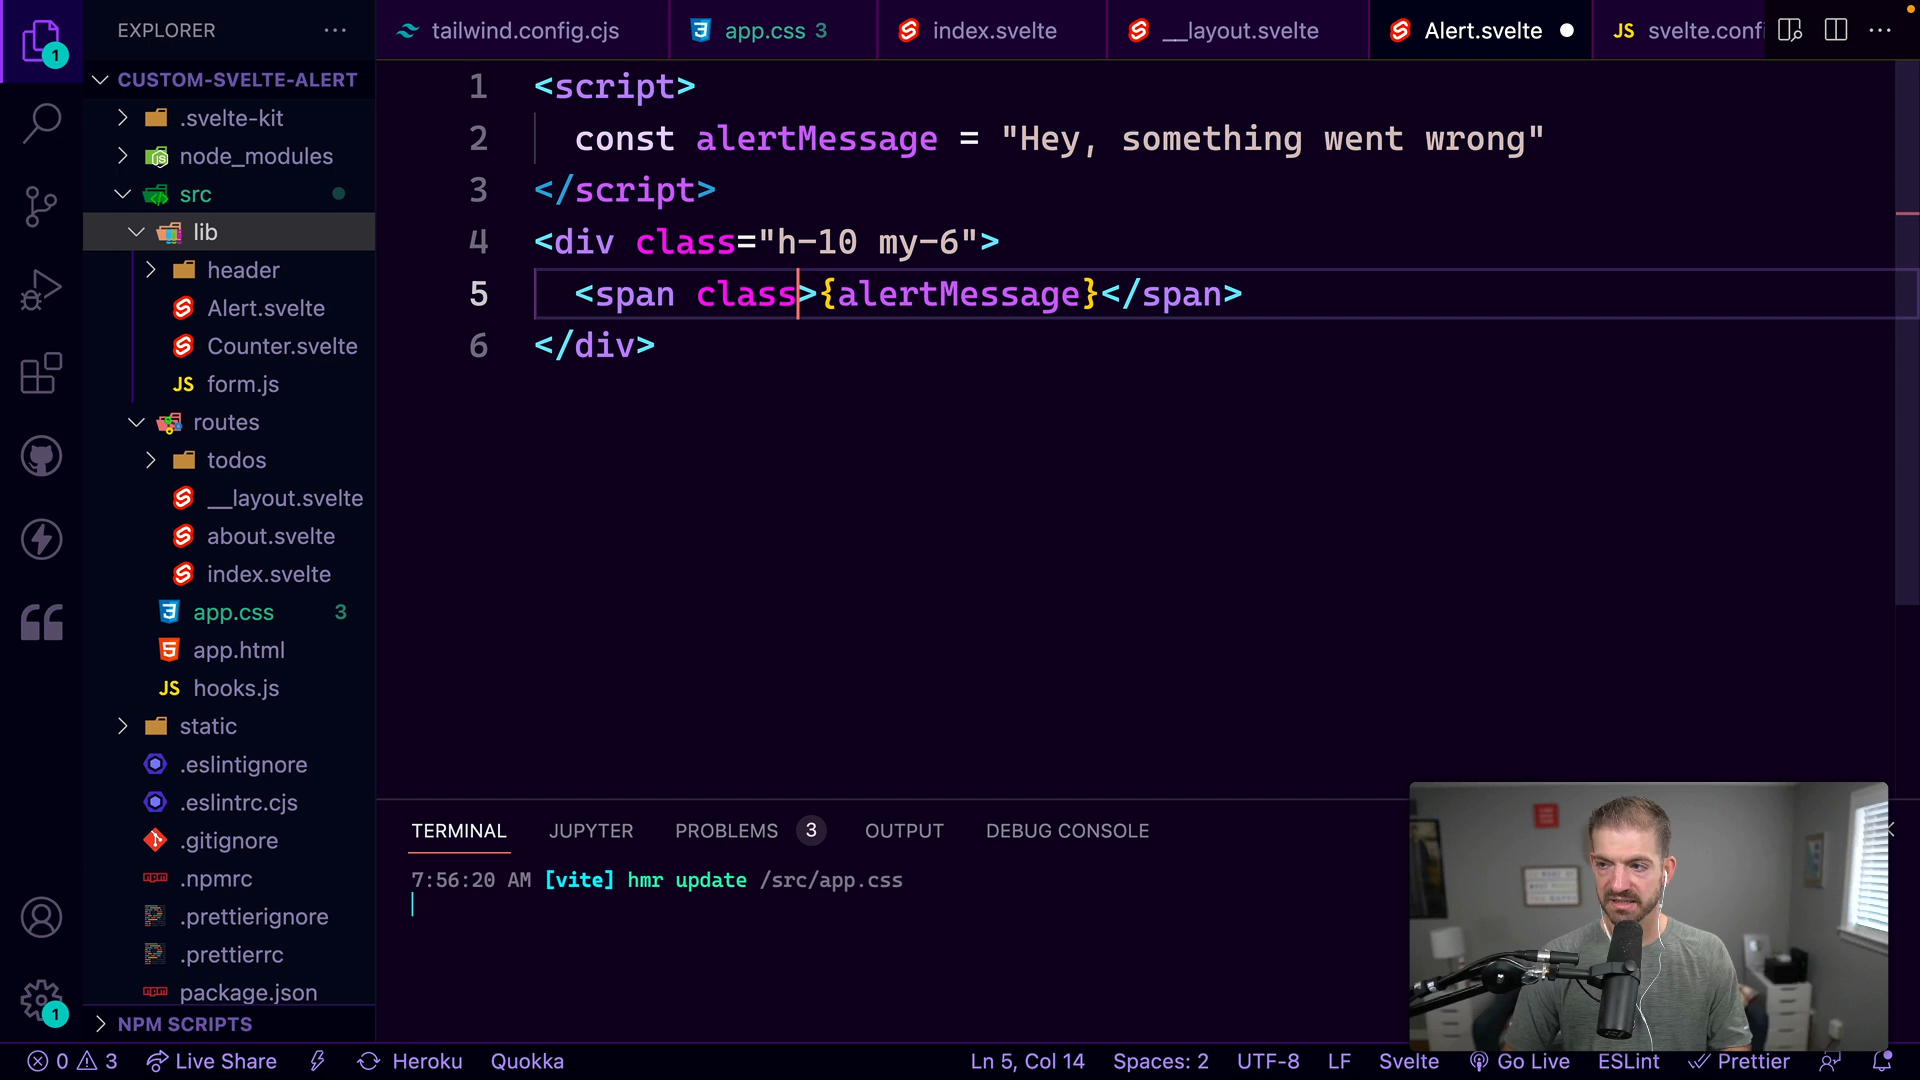 EXPLORER
CUSTOM-SVELTE-ALERT
.svelte-kit
node_modules
src
lib
header
Alert.svelte
Counter.svelte
form.js
routes
todos
__layout.svelte
about.svelte
index.svelte
app.css 3
app.html
hooks.js
static
.eslintignore
.eslintrc.cjs
.gitignore
.npmrc
.prettierignore
.prettierrc
package.json
NPM SCRIPTS
1
1
tailwind.config.cjs
app.css 3
index.svelte
__layout.svelte
Alert.svelte
JS svelte.conf
1 <script>
2 const alertMessage = "Hey, something went wrong"
3 </script>
4 <div class="h-10 my-6">
5 <span class>{alertMessage}</span>
6 </div>
TERMINAL JUPYTER PROBLEMS 3 OUTPUT DEBUG CONSOLE
7:56:20 AM [vite] hmr update /src/app.css
0 3 Live Share Heroku Quokka Ln 5, Col 14 Spaces: 2 UTF-8 LF Svelte Go Live ESLint Prettier